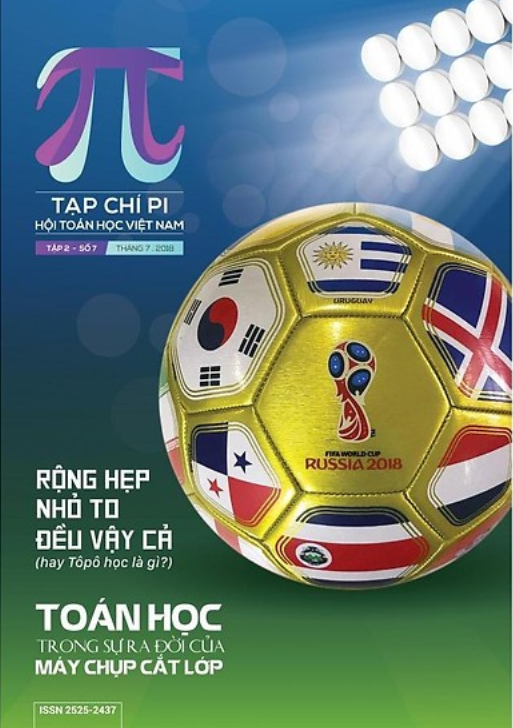 π
TẠP CHÍ PI
HỘI TOÁN HỌC VIỆT NAM
TẬP 2 - SỐ 7 THÁNG 7 . 2018
URUGUAY
FIFA WORLD CUP
RUSSIA 2018
RỘNG HẸP
NHỎ TO
ĐỀU VẬY CẢ
(hay Tôpô học là gì?)
TOÁN HỌC
TRONG SỰ RA ĐỜI CỦA
MÁY CHỤP CẮT LỚP
ISSN 2525-2437